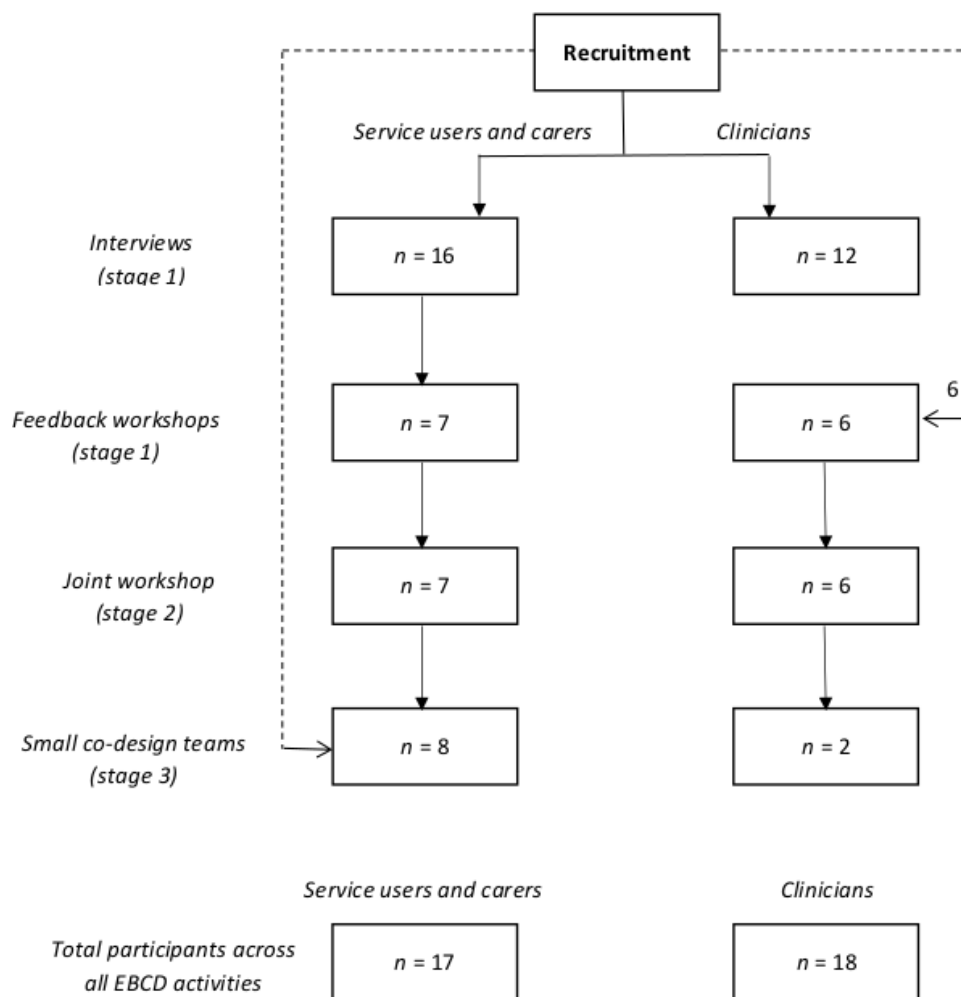 Recruitment
Service users and carers
Clinicians
Interviews
(stage 1)
n = 16
n = 12
Feedback workshops
(stage 1)
n = 7
n = 6
6
Joint workshop
(stage 2)
n = 7
n = 6
Small co-design teams
(stage 3)
n = 8
n = 2
Service users and carers
Clinicians
Total participants across
all EBCD activities
n = 17
n = 18